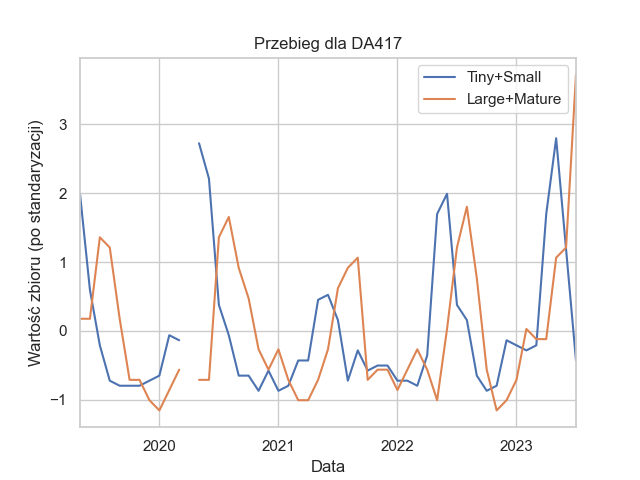 Przebieg dla DA417
Tiny+Small
Large+Mature
Wartość zbioru (po standaryzacji)
3
2
1
0
−1
2020
2021
2022
2023
Data